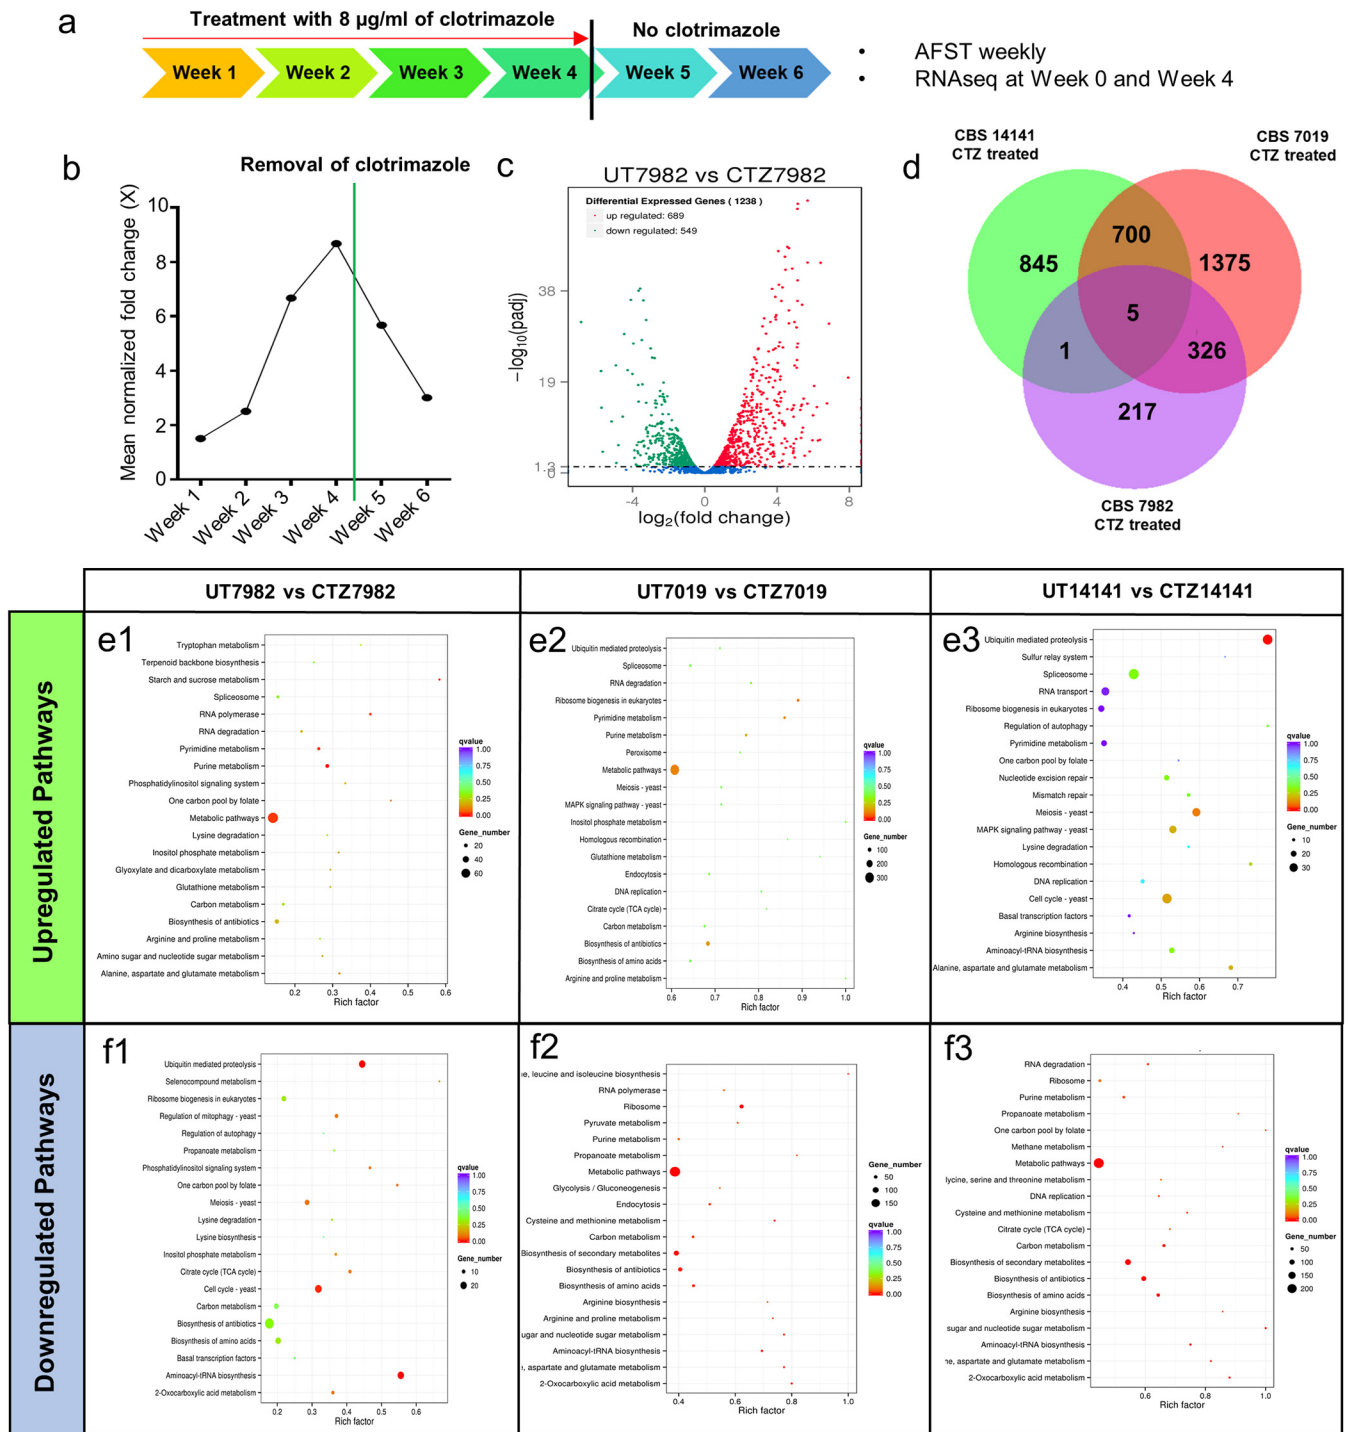 a
Treatment with 8 µg/ml of clotrimazole
No clotrimazole
Week 1
Week 2
Week 3
Week 4
Week 5
Week 6
• AFST weekly
• RNAseq at Week 0 and Week 4
b
Removal of clotrimazole
Mean normalized fold change (X)
10
8
6
4
2
0
Week 1
Week 2
Week 3
Week 4
Week 5
Week 6
c
UT7982 vs CTZ7982
Differential Expressed Genes ( 1238 )
up regulated: 689
down regulated: 549
-log10(padj)
38
19
1.3
0
-4
0
4
8
log2(fold change)
d
CBS 14141
CTZ treated
CBS 7019
CTZ treated
700
845
1375
5
1
326
217
CBS 7982
CTZ treated
UT7982 vs CTZ7982
UT7019 vs CTZ7019
UT14141 vs CTZ14141
Upregulated Pathways
e1
Tryptophan metabolism
Terpenoid backbone biosynthesis
Starch and sucrose metabolism
Spliceosome
RNA polymerase
RNA degradation
Pyrimidine metabolism
Purine metabolism
Phosphatidylinositol signaling system
One carbon pool by folate
Metabolic pathways
Lysine degradation
Inositol phosphate metabolism
Glyoxylate and dicarboxylate metabolism
Glutathione metabolism
Carbon metabolism
Biosynthesis of antibiotics
Arginine and proline metabolism
Amino sugar and nucleotide sugar metabolism
Alanine, aspartate and glutamate metabolism
0.2
0.3
0.4
0.5
0.6
Rich factor
qvalue
1.00
0.75
0.50
0.25
0.00
Gene_number
20
40
60
e2
Ubiquitin mediated proteolysis
Spliceosome
RNA degradation
Ribosome biogenesis in eukaryotes
Pyrimidine metabolism
Purine metabolism
Peroxisome
Metabolic pathways
Meiosis - yeast
MAPK signaling pathway - yeast
Inositol phosphate metabolism
Homologous recombination
Glutathione metabolism
Endocytosis
DNA replication
Citrate cycle (TCA cycle)
Carbon metabolism
Biosynthesis of antibiotics
Biosynthesis of amino acids
Arginine and proline metabolism
0.6
0.7
0.8
0.9
1.0
Rich factor
qvalue
1.00
0.75
0.50
0.25
0.00
Gene_number
100
200
300
e3
Ubiquitin mediated proteolysis
Sulfur relay system
Spliceosome
RNA transport
Ribosome biogenesis in eukaryotes
Regulation of autophagy
Pyrimidine metabolism
One carbon pool by folate
Nucleotide excision repair
Mismatch repair
Meiosis - yeast
MAPK signaling pathway - yeast
Lysine degradation
Homologous recombination
DNA replication
Cell cycle - yeast
Basal transcription factors
Arginine biosynthesis
Aminoacyl-tRNA biosynthesis
Alanine, aspartate and glutamate metabolism
0.4
0.5
0.6
0.7
Rich factor
qvalue
1.00
0.75
0.50
0.25
0.00
Gene_number
10
20
30
Downregulated Pathways
f1
Ubiquitin mediated proteolysis
Selenocompound metabolism
Ribosome biogenesis in eukaryotes
Regulation of mitophagy - yeast
Regulation of autophagy
Propanoate metabolism
Phosphatidylinositol signaling system
One carbon pool by folate
Meiosis - yeast
Lysine degradation
Lysine biosynthesis
Inositol phosphate metabolism
Citrate cycle (TCA cycle)
Cell cycle - yeast
Carbon metabolism
Biosynthesis of antibiotics
Biosynthesis of amino acids
Basal transcription factors
Aminoacyl-tRNA biosynthesis
2-Oxocarboxylic acid metabolism
0.2
0.3
0.4
0.5
0.6
Rich factor
qvalue
1.00
0.75
0.50
0.25
0.00
Gene_number
10
20
f2
leucine and isoleucine biosynthesis
RNA polymerase
Ribosome
Pyruvate metabolism
Purine metabolism
Propanoate metabolism
Metabolic pathways
Glycolysis / Gluconeogenesis
Endocytosis
Cysteine and methionine metabolism
Carbon metabolism
Biosynthesis of secondary metabolites
Biosynthesis of antibiotics
Biosynthesis of amino acids
Arginine biosynthesis
Arginine and proline metabolism
sugar and nucleotide sugar metabolism
Aminoacyl-tRNA biosynthesis
, aspartate and glutamate metabolism
2-Oxocarboxylic acid metabolism
0.4
0.6
0.8
1.0
Rich factor
Gene_number
50
100
150
qvalue
1.00
0.75
0.50
0.25
0.00
f3
RNA degradation
Ribosome
Purine metabolism
Propanoate metabolism
One carbon pool by folate
Methane metabolism
Metabolic pathways
lycine, serine and threonine metabolism
DNA replication
Cysteine and methionine metabolism
Citrate cycle (TCA cycle)
Carbon metabolism
Biosynthesis of secondary metabolites
Biosynthesis of antibiotics
Biosynthesis of amino acids
Arginine biosynthesis
sugar and nucleotide sugar metabolism
Aminoacyl-tRNA biosynthesis
, aspartate and glutamate metabolism
2-Oxocarboxylic acid metabolism
0.6
0.8
1.0
Rich factor
qvalue
1.00
0.75
0.50
0.25
0.00
Gene_number
50
100
150
200